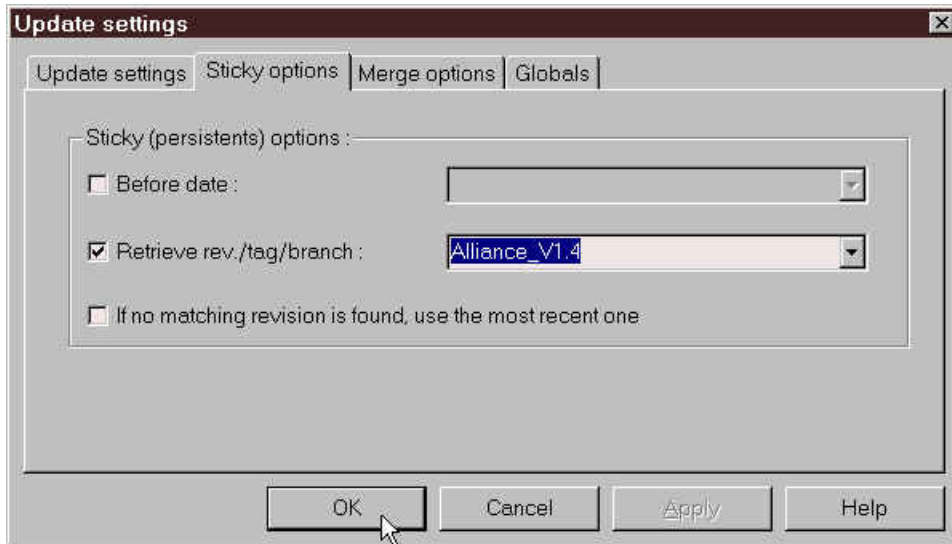 Update settings
Update settings Sticky options Merge options Globals
Sticky (persistents) options :
Before date :
Retrieve rev./tag/branch : Alliance_V1.4
If no matching revision is found, use the most recent one
OK Cancel Apply Help